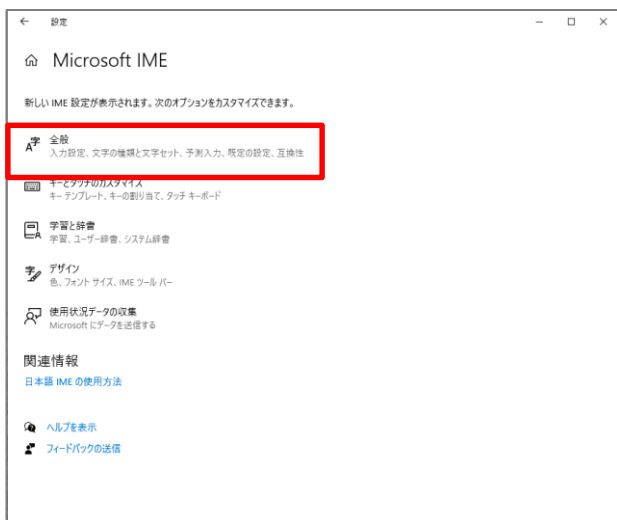 設定
Microsoft IME
新しい IME 設定が表示されます。次のオプションをカスタマイズできます。
全般
入力設定、文字の種類と文字セット、予測入力、既定の設定、互換性
キーとタッチのカスタマイズ
キー テンプレート、キーの割り当て、タッチ キーボード
学習と辞書
学習、ユーザー辞書、システム辞書
デザイン
色、フォント サイズ、IME ツール バー
使用状況データの収集
Microsoft にデータを送信する
関連情報
日本語 IME の使用方法
ヘルプを表示
フィードバックの送信